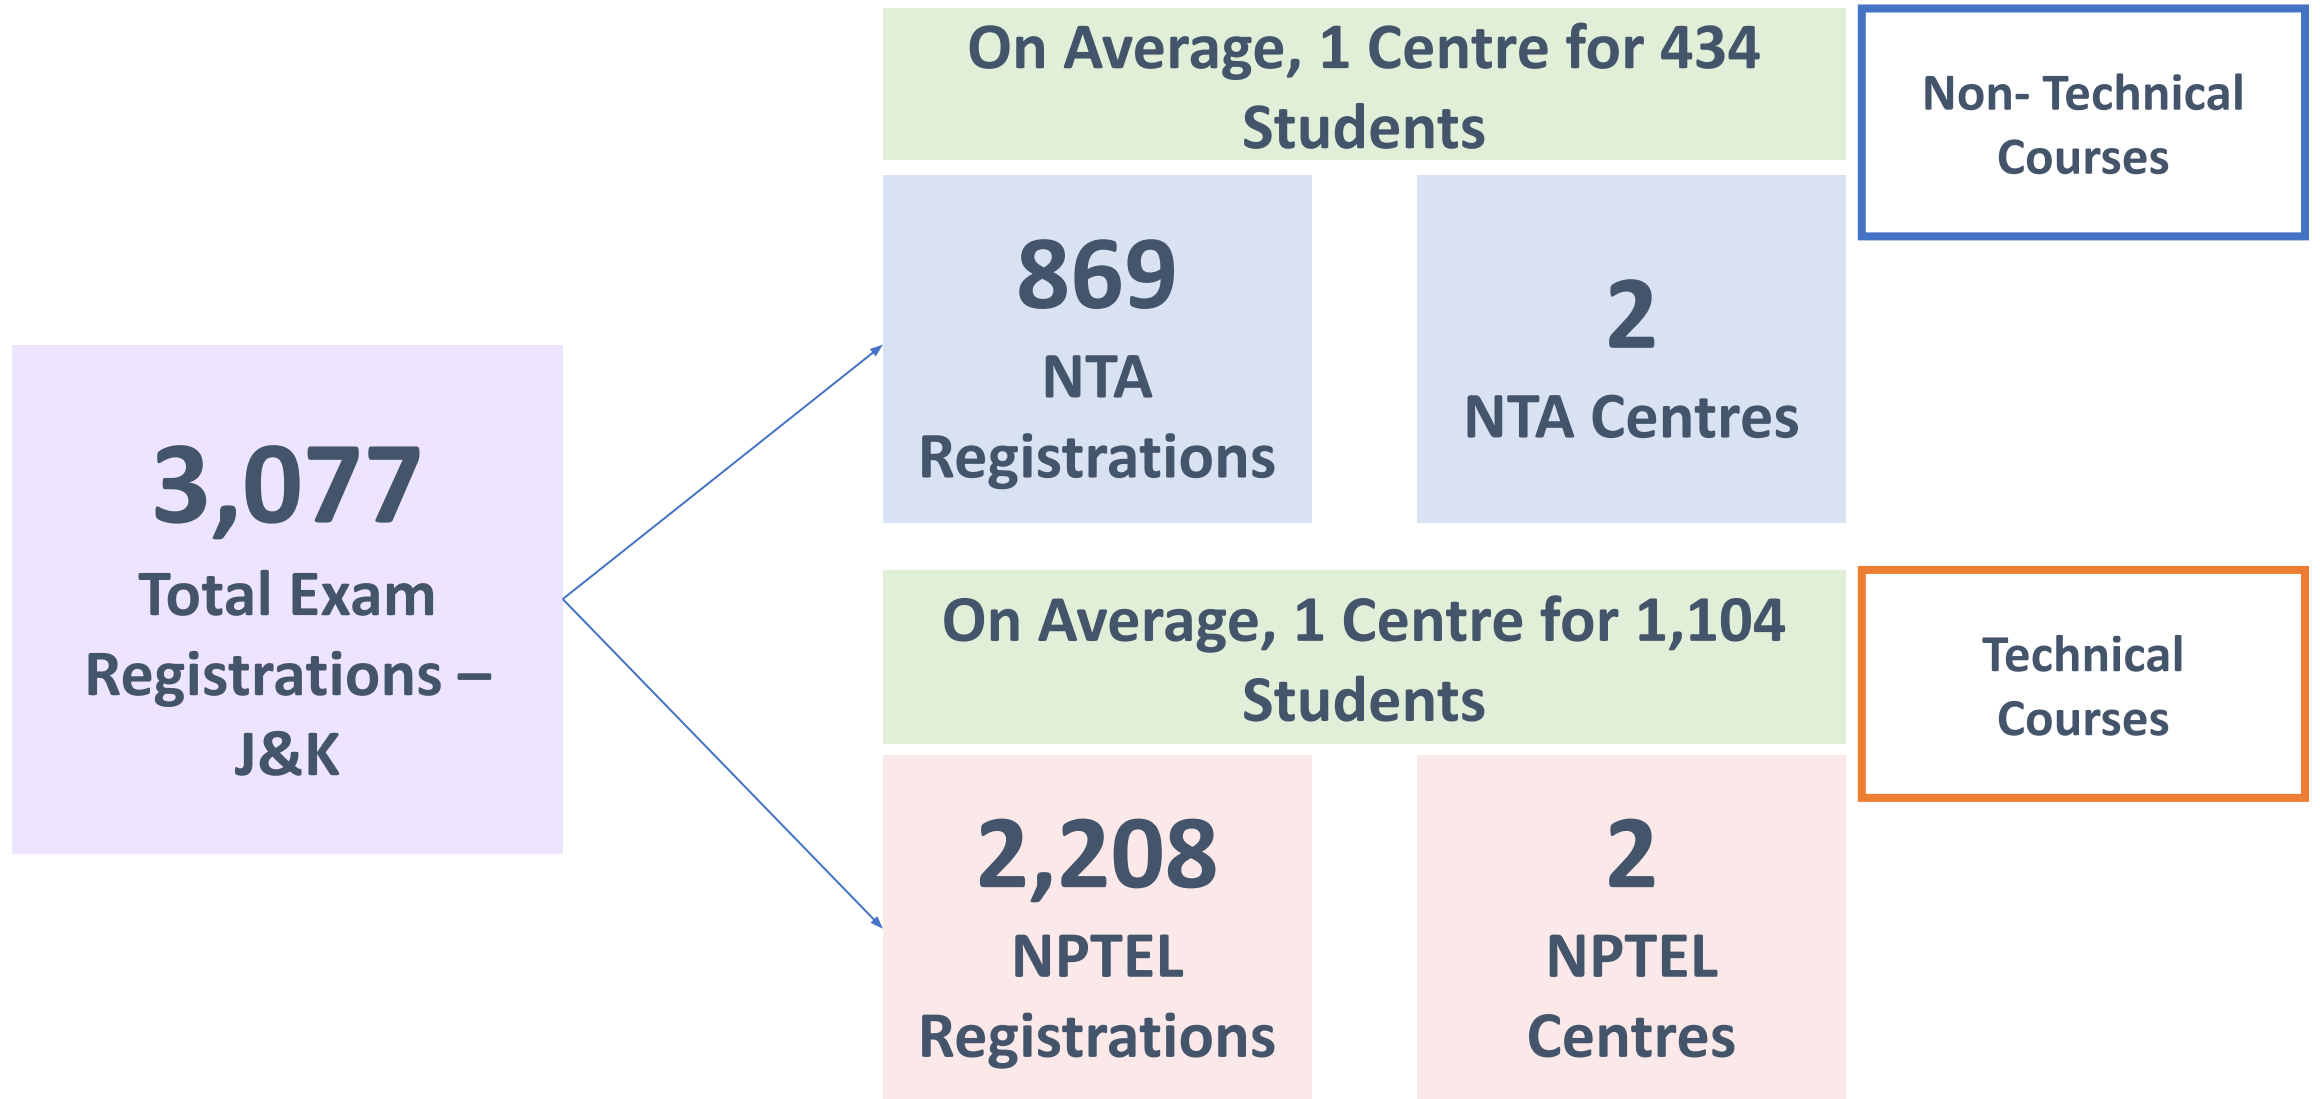 3,077
Total Exam
Registrations –
J&K
On Average, 1 Centre for 434
Students
869
NTA
Registrations
2
NTA Centres
Non- Technical
Courses
On Average, 1 Centre for 1,104
Students
2,208
NPTEL
Registrations
2
NPTEL
Centres
Technical
Courses